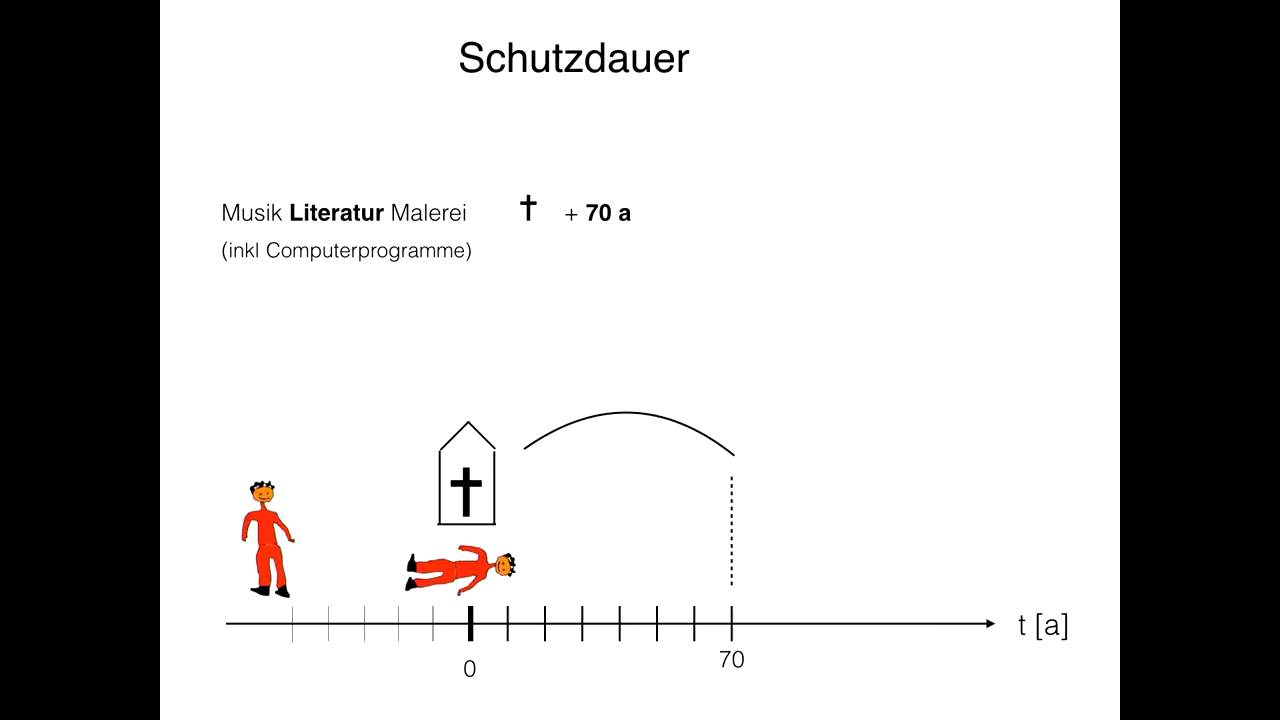 Schutzdauer
Musik Literatur Malerei † + 70 a
(inkl Computerprogramme)
t [a]
0
70